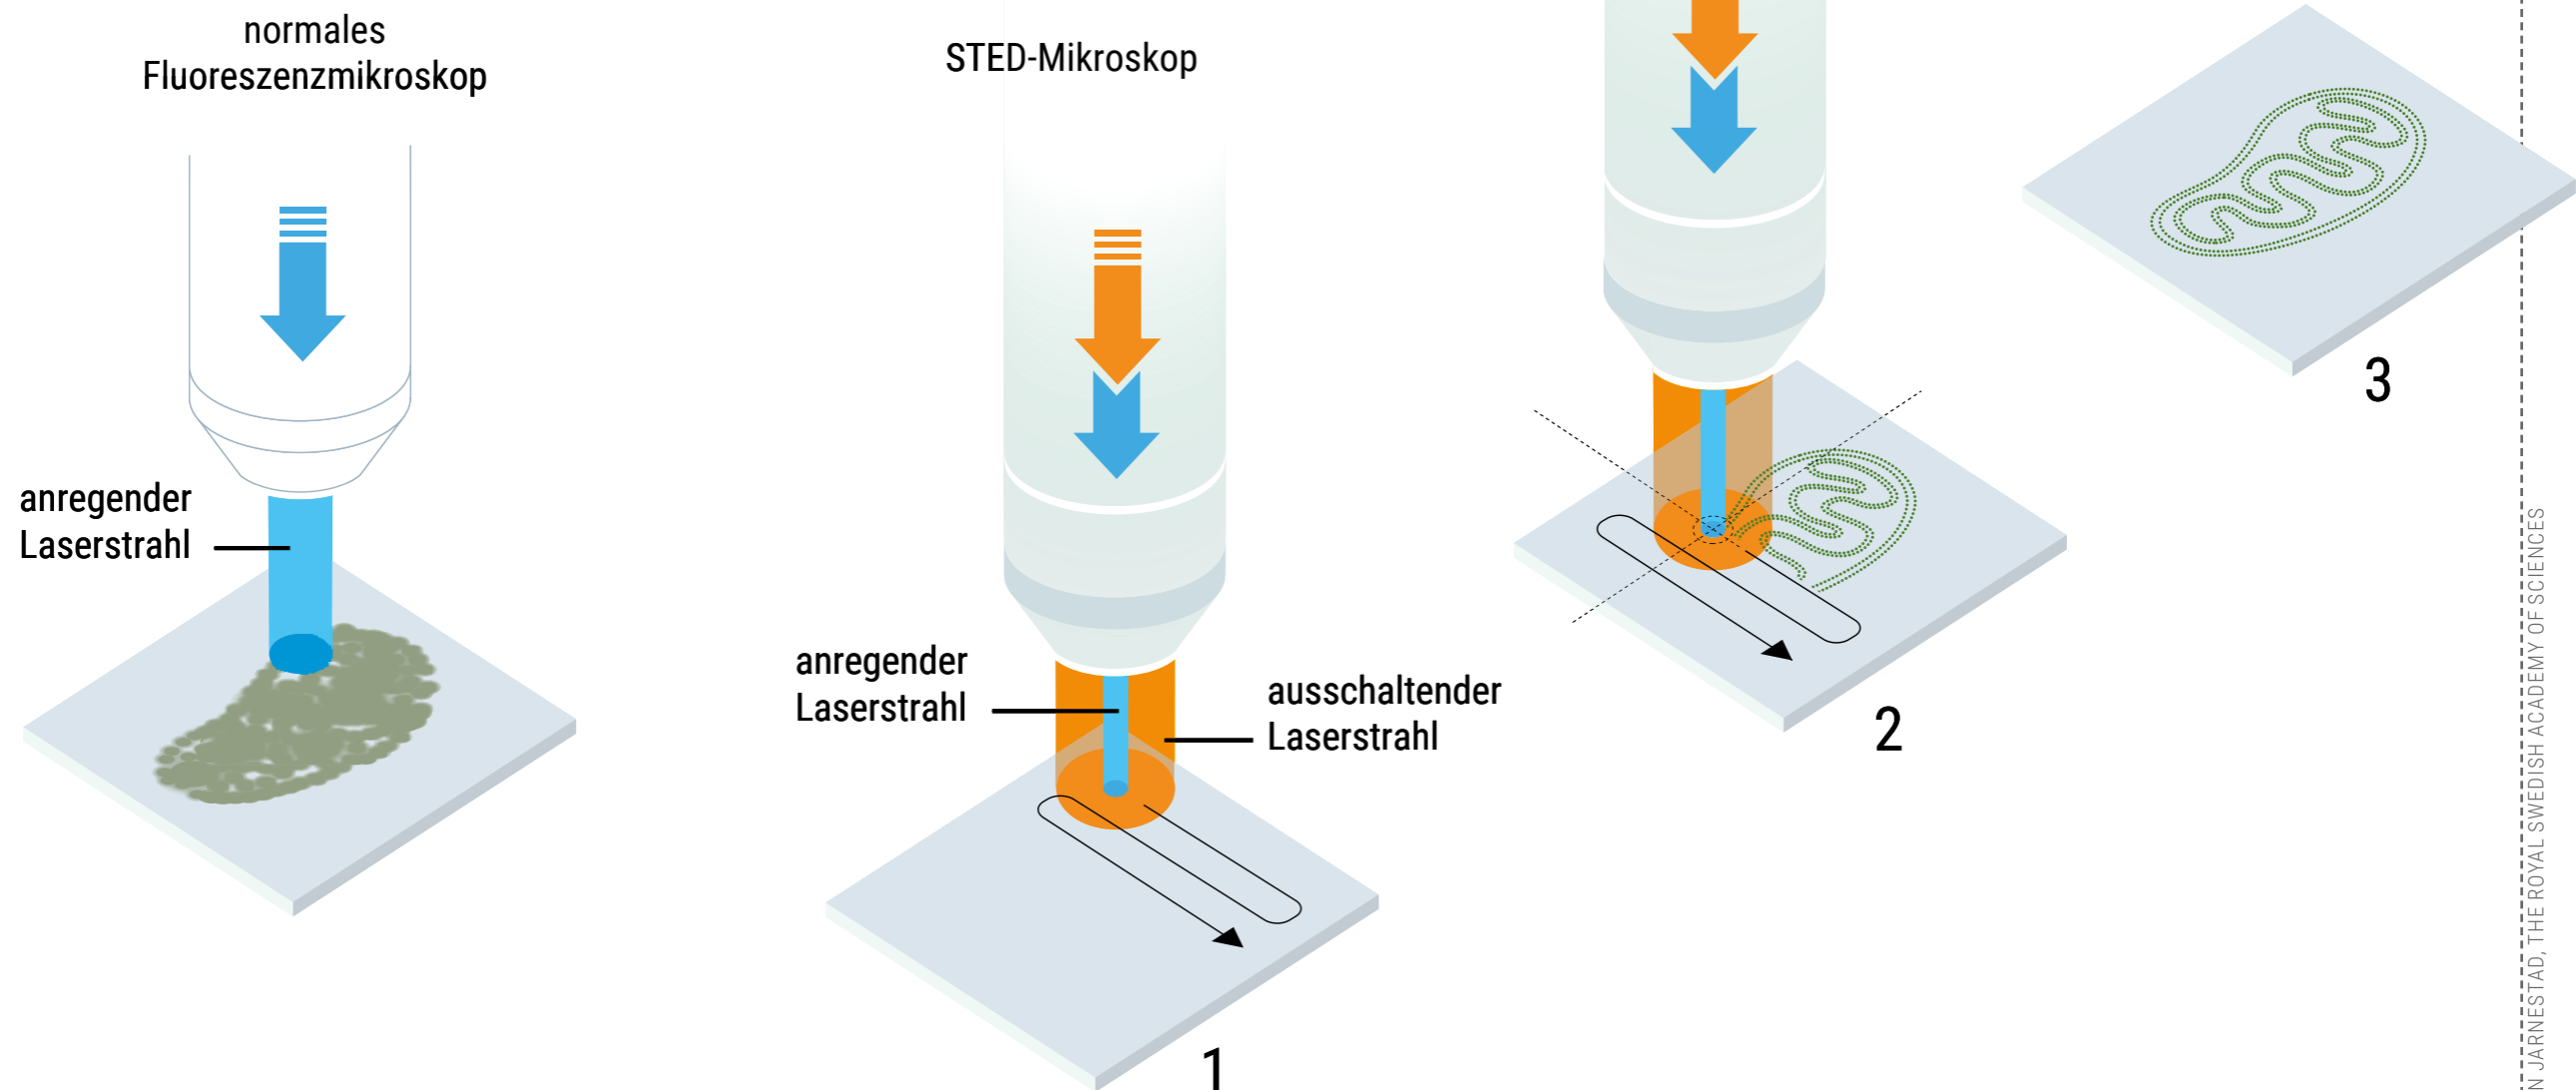 normales
Fluoreszenzmikroskop
anregender
Laserstrahl
STED-Mikroskop
anregender
Laserstrahl
ausschaltender
Laserstrahl
1
2
3
N JARNESTAD, THE ROYAL SWEDISH ACADEMY OF SCIENCES